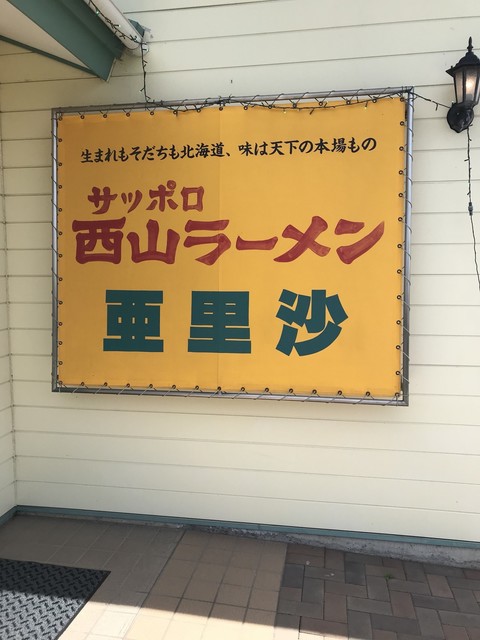 生まれもそだちも北海道、味は天下の本場もの
サッポロ
西山ラーメン
亜里沙